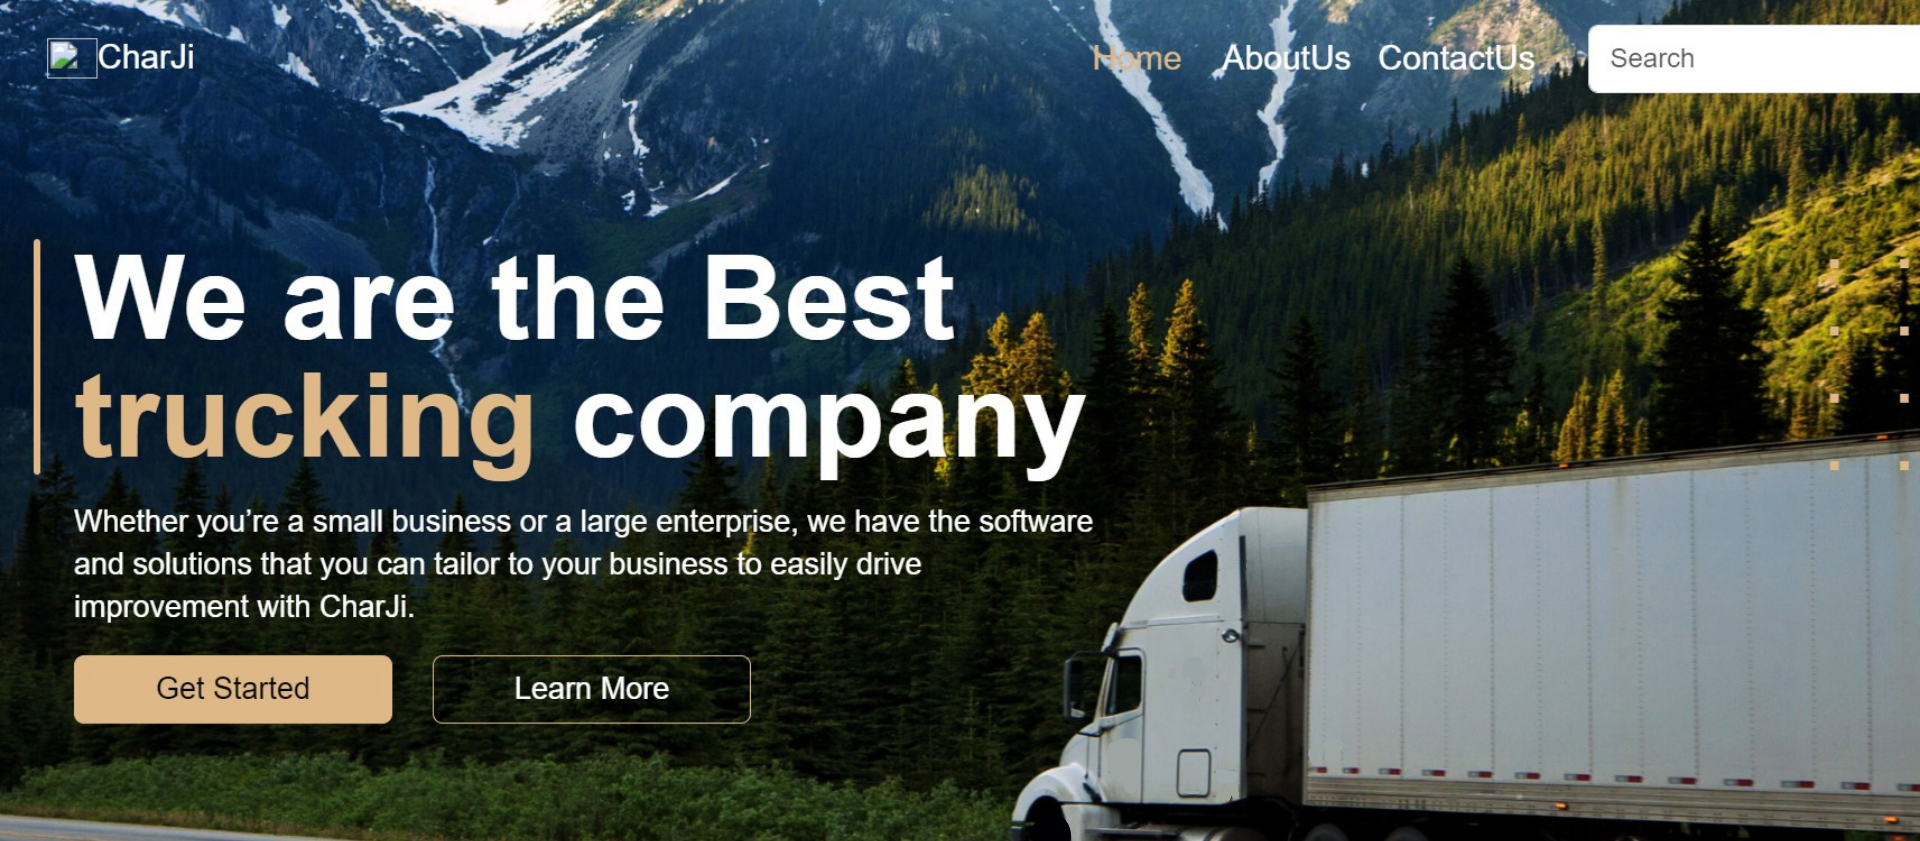 CharJi
Home AboutUs ContactUs Search
We are the Best
trucking company
Whether you’re a small business or a large enterprise, we have the software
and solutions that you can tailor to your business to easily drive
improvement with CharJi.
Get Started Learn More